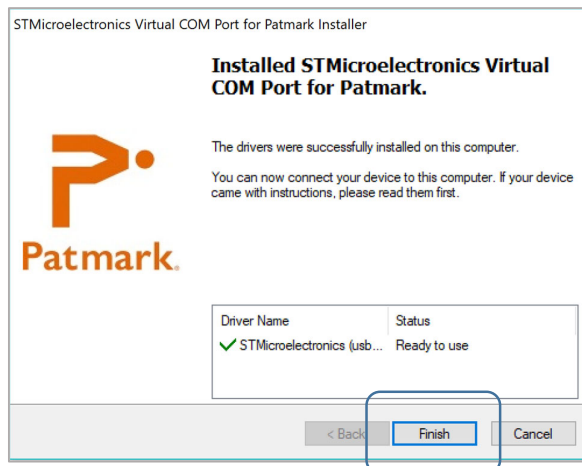 STMicroelectronics Virtual COM Port for Patmark Installer
Installed STMicroelectronics Virtual
COM Port for Patmark.
The drivers were successfully installed on this computer.
You can now connect your device to this computer. If your device
came with instructions, please read them first.
Patmark.
Driver Name Status
STMicroelectronics (usb... Ready to use
< Back Finish Cancel